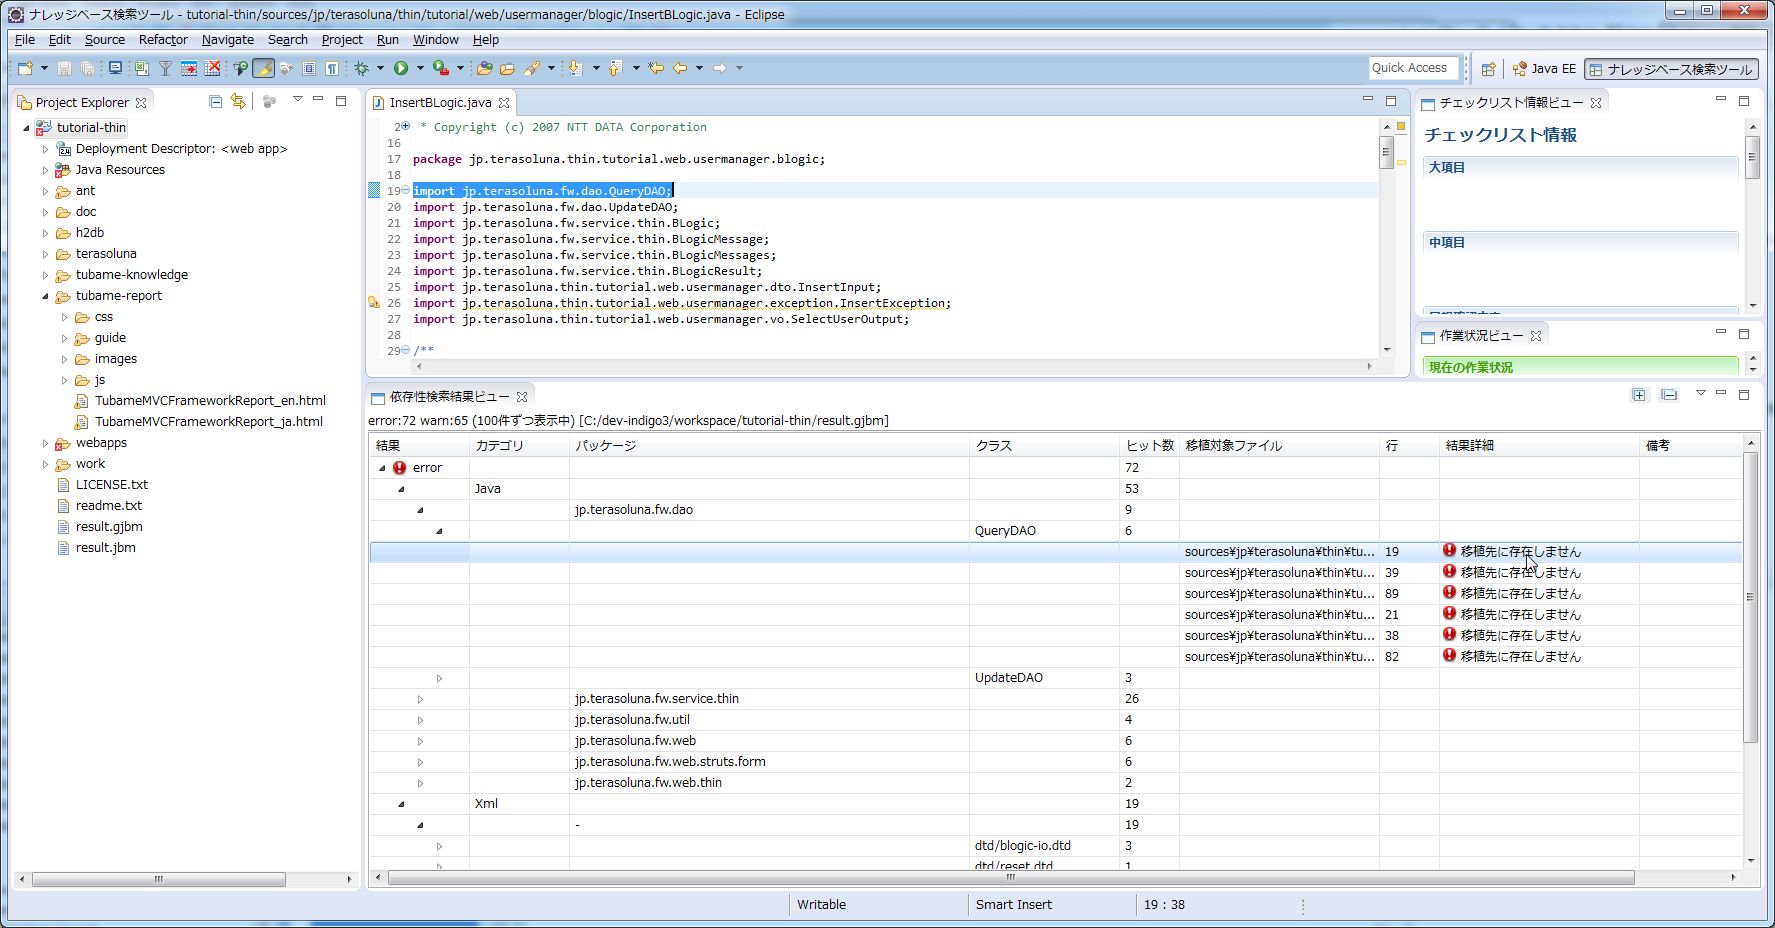 ナレッジベース検索ツール - tutorial-thin/sources/jp/terasoluna/thin/tutorial/web/usermanager/blogic/InsertBLogic.java - Eclipse
File Edit Source Refactor Navigate Search Project Run Window Help
Quick Access
Java EE
ナレッジベース検索ツール
Project Explorer
tutorial-thin
Deployment Descriptor: <web app>
Java Resources
ant
doc
h2db
terasoluna
tubame-knowledge
tubame-report
css
guide
images
js
TubameMVCFrameworkReport_en.html
TubameMVCFrameworkReport_ja.html
webapps
work
LICENSE.txt
readme.txt
result.gjbm
result.jbm
InsertBLogic.java
2 * Copyright (c) 2007 NTT DATA Corporation
16
17 package jp.terasoluna.thin.tutorial.web.usermanager.blogic;
18
19 import jp.terasoluna.fw.dao.QueryDAO;
20 import jp.terasoluna.fw.dao.UpdateDAO;
21 import jp.terasoluna.fw.service.thin.BLogic;
22 import jp.terasoluna.fw.service.thin.BLogicMessage;
23 import jp.terasoluna.fw.service.thin.BLogicMessages;
24 import jp.terasoluna.fw.service.thin.BLogicResult;
25 import jp.terasoluna.thin.tutorial.web.usermanager.dto.InsertInput;
26 import jp.terasoluna.thin.tutorial.web.usermanager.exception.InsertException;
27 import jp.terasoluna.thin.tutorial.web.usermanager.vo.SelectUserOutput;
28
29 /**
チェックリスト情報ビュー
チェックリスト情報
大項目
中項目
作業状況ビュー
現在の作業状況
依存性検索結果ビュー
error:72 warn:65 (100件ずつ表示中) [C:/dev-indigo3/workspace/tutorial-thin/result.gjbm]
結果 カテゴリ パッケージ クラス ヒット数 移植対象ファイル 行 結果詳細 備考
error 72
Java 53
jp.terasoluna.fw.dao 9
QueryDAO 6
sources¥jp¥terasoluna¥thin¥tu... 19 移植先に存在しません
sources¥jp¥terasoluna¥thin¥tu... 39 移植先に存在しません
sources¥jp¥terasoluna¥thin¥tu... 89 移植先に存在しません
sources¥jp¥terasoluna¥thin¥tu... 21 移植先に存在しません
sources¥jp¥terasoluna¥thin¥tu... 38 移植先に存在しません
sources¥jp¥terasoluna¥thin¥tu... 82 移植先に存在しません
UpdateDAO 3
jp.terasoluna.fw.service.thin 26
jp.terasoluna.fw.util 4
jp.terasoluna.fw.web 6
jp.terasoluna.fw.web.struts.form 6
jp.terasoluna.fw.web.thin 2
Xml 19
- 19
dtd/blogic-io.dtd 3
dtd/reset.dtd 1
Writable Smart Insert 19 : 38